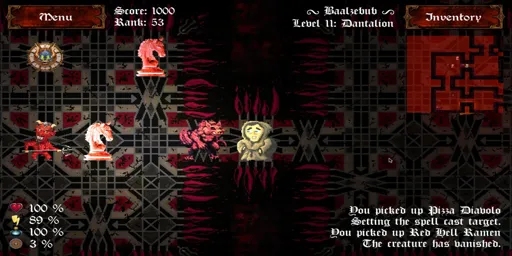 Menu
Score: 1000
Rank: 53
Baalzebub
Level 11: Dantalion
Inventory
100 %
89 %
100 %
3 %
You picked up Pizza Diavolo
Setting the spell cast target.
You picked up Red Hell Ramen
The creature has vanished.